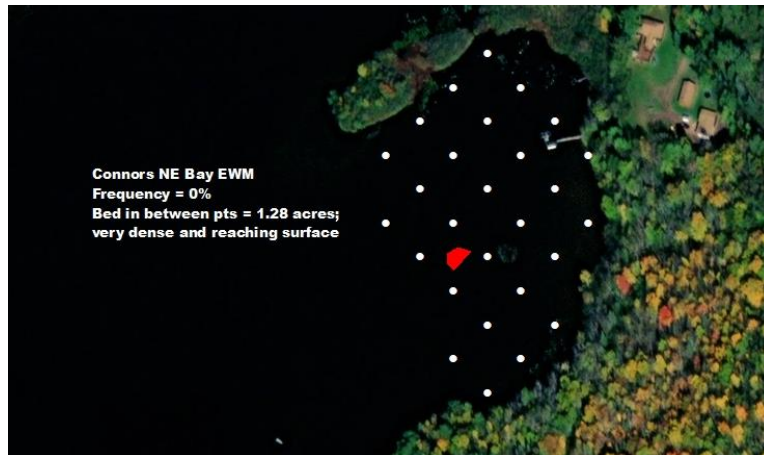 Connors NE Bay EWM
Frequency = 0%
Bed in between pts = 1.28 acres;
very dense and reaching surface